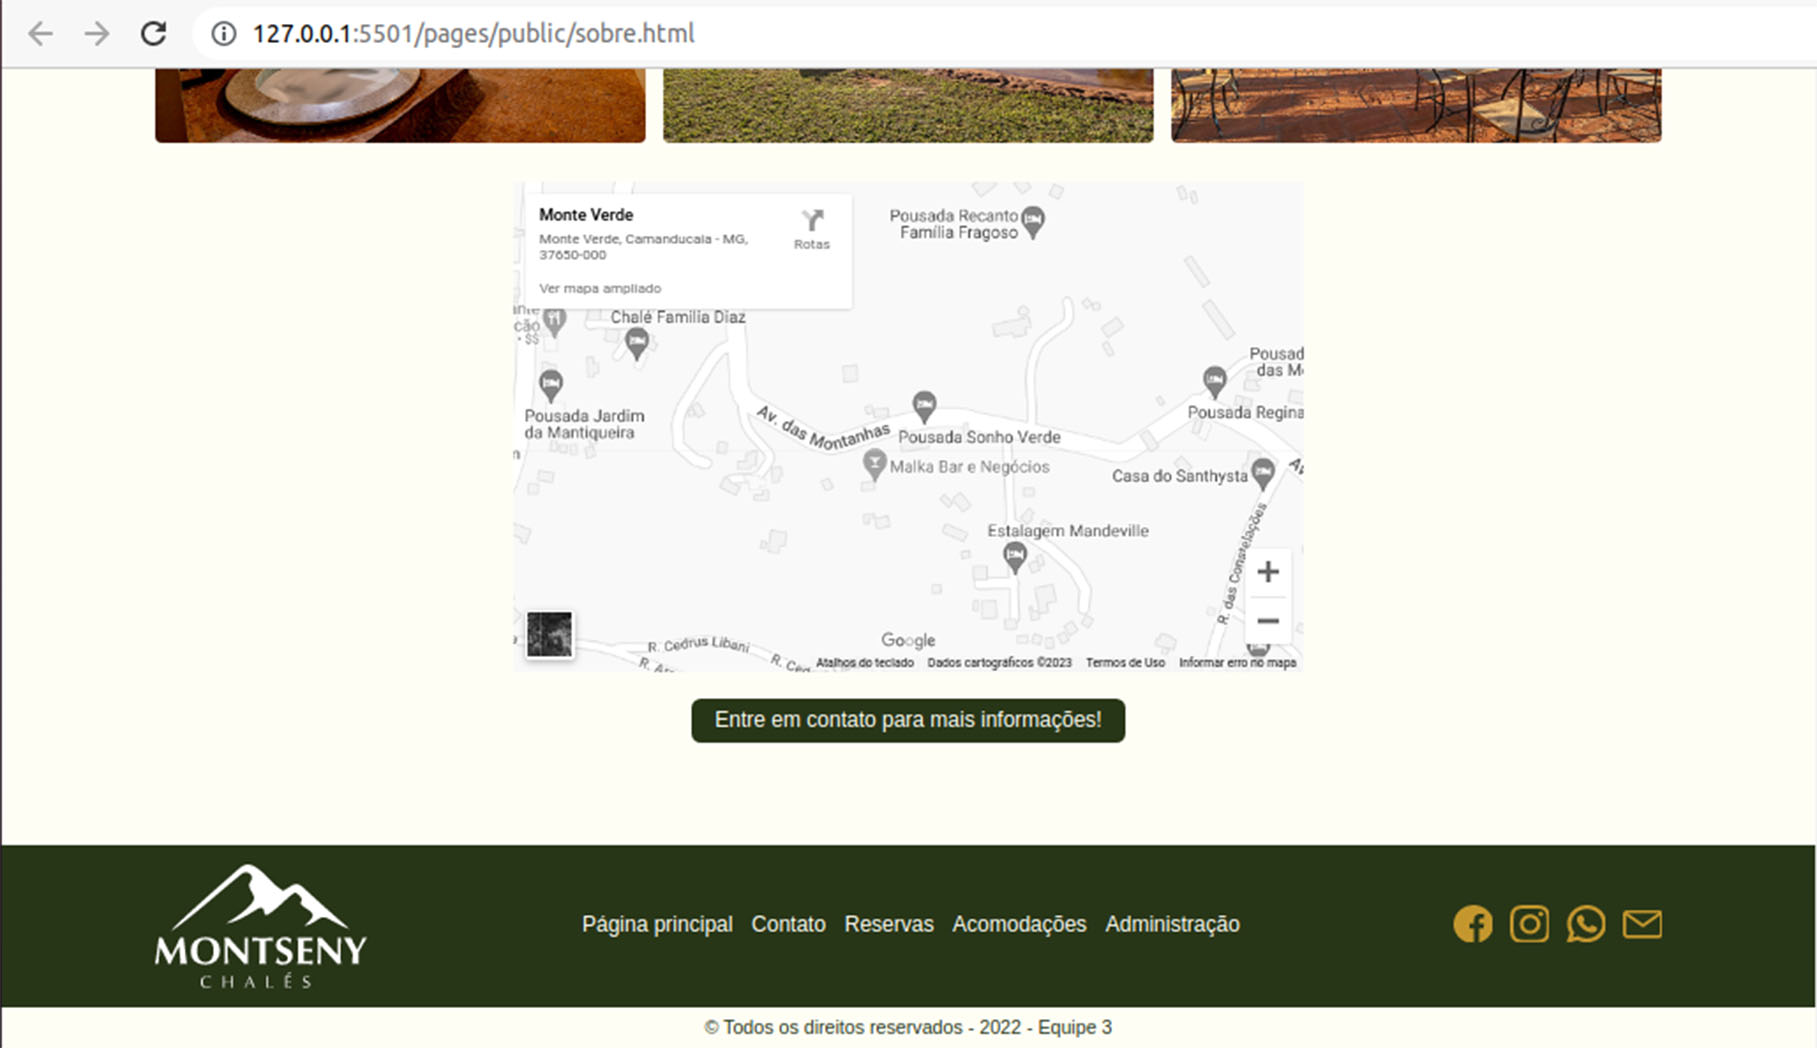 127.0.0.1:5501/pages/public/sobre.html
Monte Verde
Monte Verde, Camanducaia - MG,
37650-000
Rotas
Ver mapa ampliado
Pousada Recanto
Família Fragoso
ção
· $$
Chalé Familia Diaz
Pousada Jardim
da Mantiqueira
Av. das Montanhas
Pousada Sonho Verde
Malka Bar e Negócios
Pousad
das M
Pousada Regina
Casa do Santhysta
Av
Estalagem Mandeville
R. das Constelações
+
−
R. Cedrus Libani
R. Ced
Google
Atalhos do teclado
Dados cartográficos ©2023
Termos de Uso
Informar erro no mapa
Entre em contato para mais informações!
MONTSENY
CHALÉS
Página principal Contato Reservas Acomodações Administração
© Todos os direitos reservados - 2022 - Equipe 3